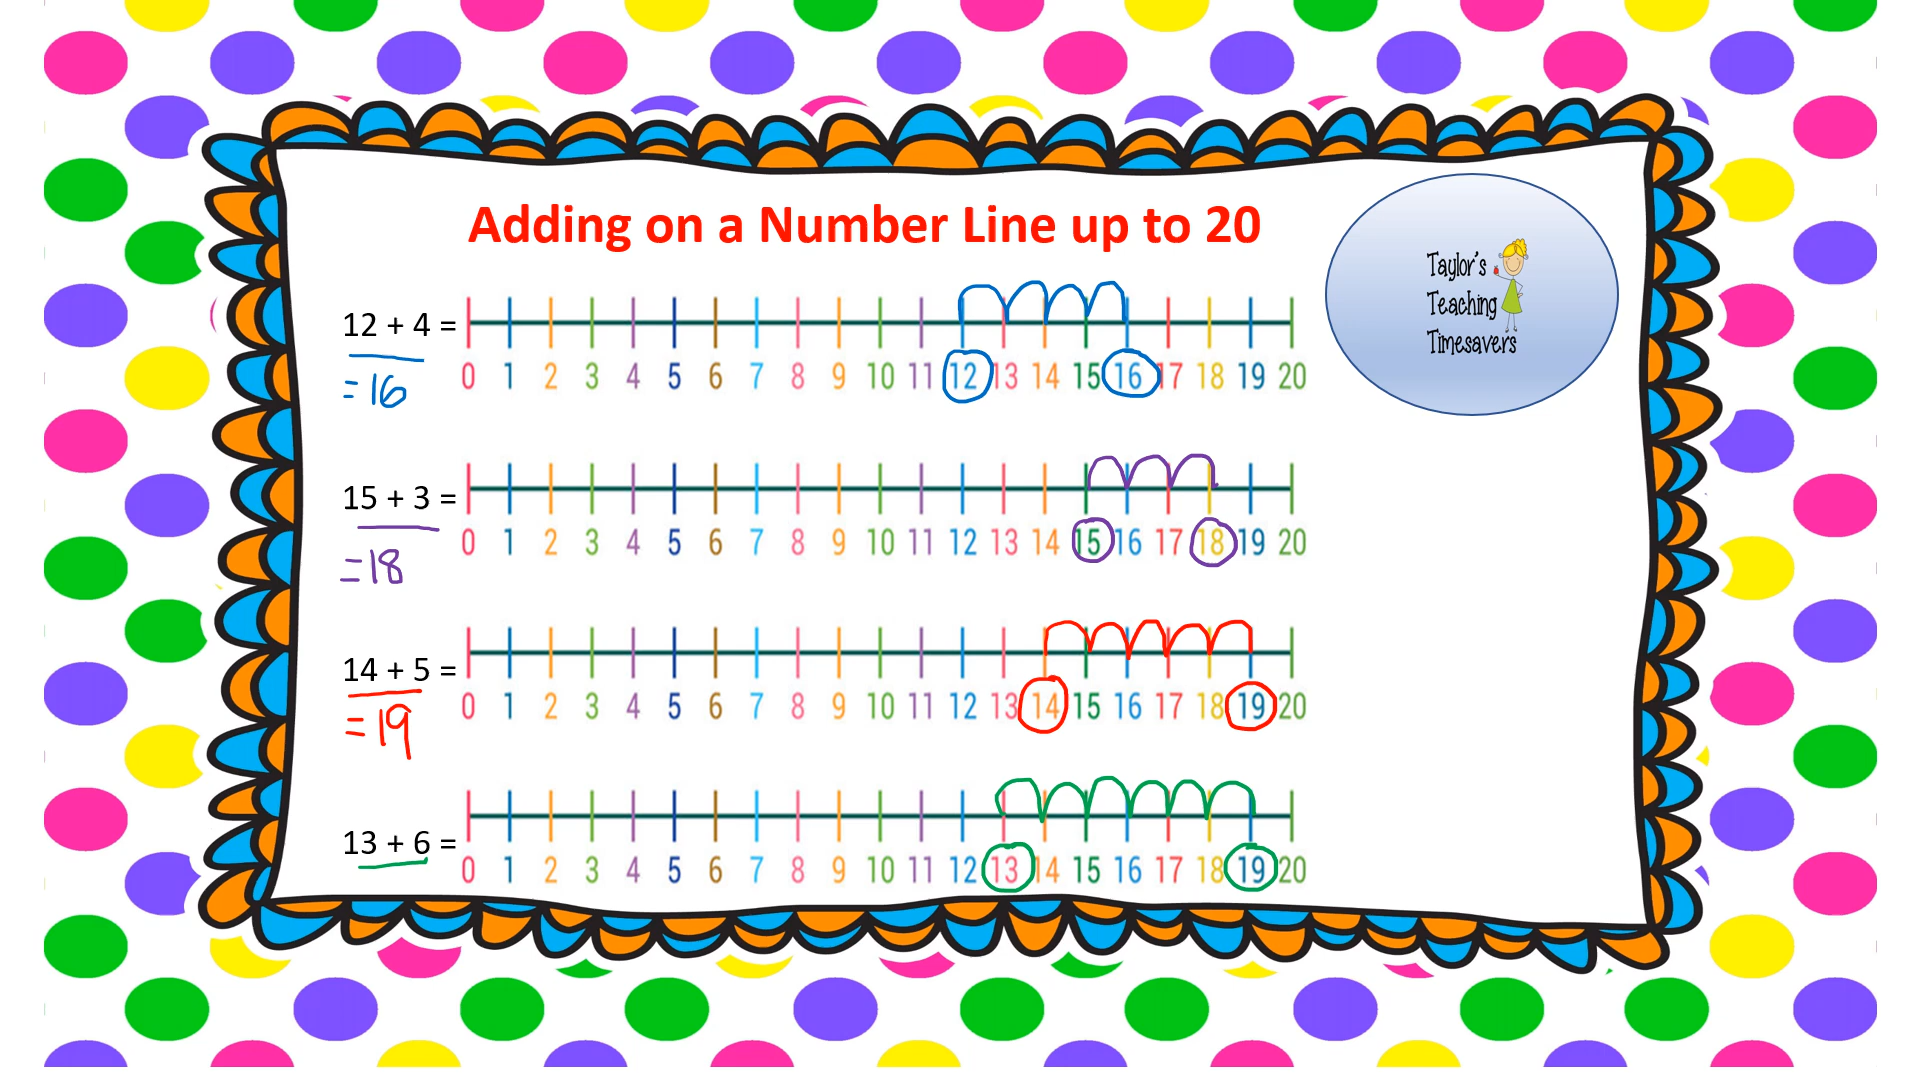 Adding on a Number Line up to 20
Taylor's
Teaching
Timesavers
12 + 4 =
= 16
0 1 2 3 4 5 6 7 8 9 10 11 12 13 14 15 16 17 18 19 20
15 + 3 =
= 18
0 1 2 3 4 5 6 7 8 9 10 11 12 13 14 15 16 17 18 19 20
14 + 5 =
= 19
0 1 2 3 4 5 6 7 8 9 10 11 12 13 14 15 16 17 18 19 20
13 + 6 =
0 1 2 3 4 5 6 7 8 9 10 11 12 13 14 15 16 17 18 19 20